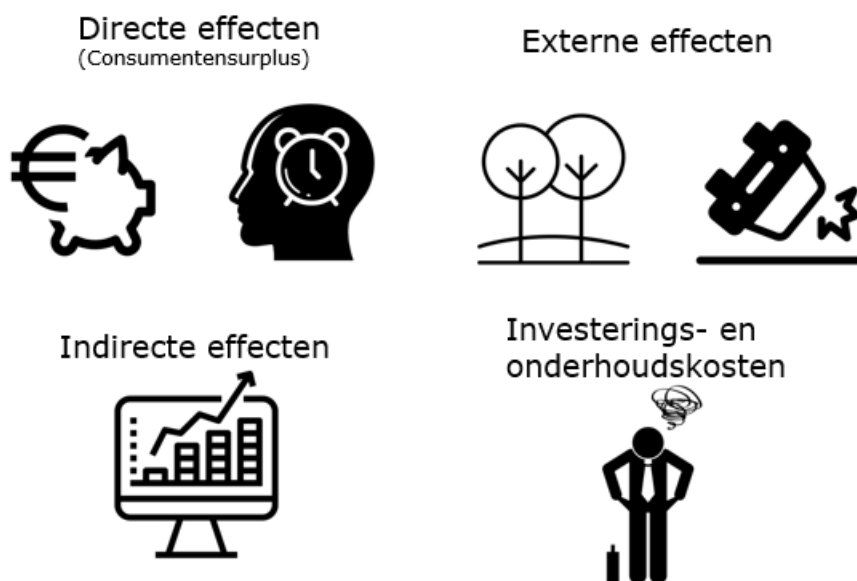 Directe effecten
(Consumentensurplus)
Externe effecten
Indirecte effecten
Investerings- en
onderhoudskosten